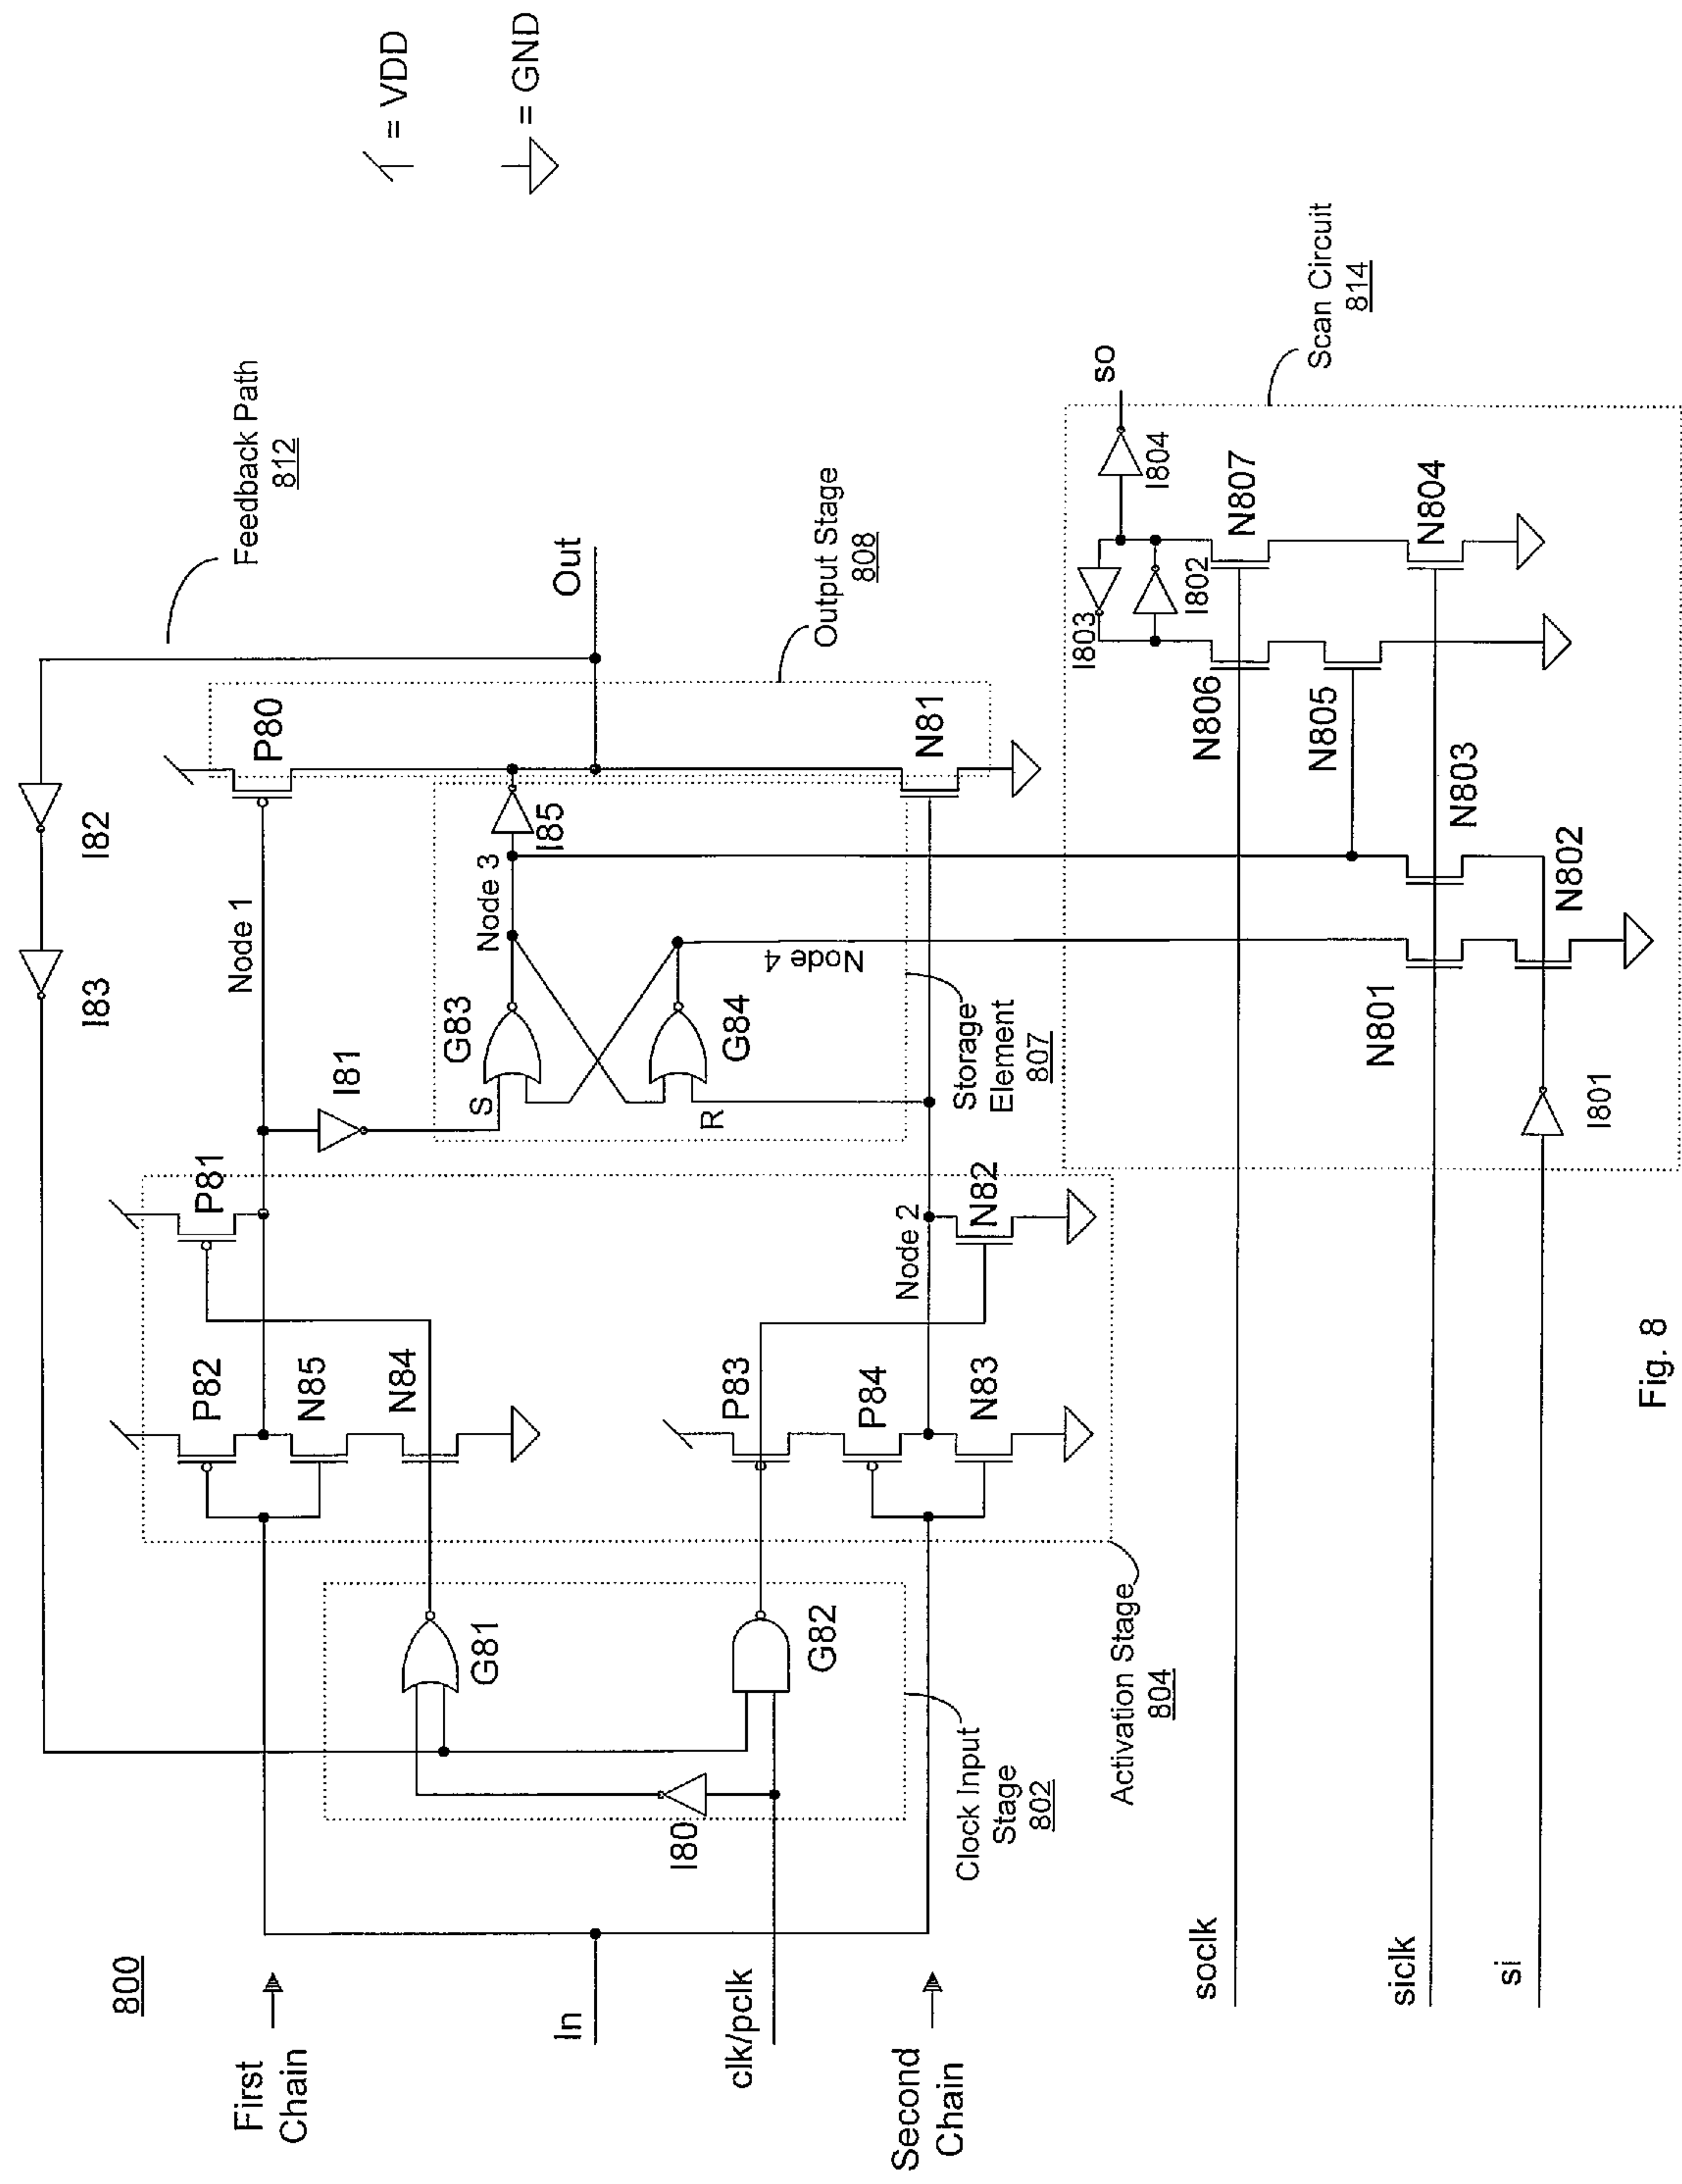 800
First
Chain
In
clk/pclk
Second
Chain
soclk
siclk
si
I80
Clock Input
Stage
802
G81
G82
Activation Stage
804
P82
N85
N84
P83
P84
N83
P81
Node 2
N82
I81
S
R
G83
G84
Node 1
Node 3
Node 4
Storage
Element
807
I83
I82
I85
P80
N81
Out
Output Stage
808
Feedback Path
812
= VDD
= GND
I801
N801
N802
N803
N805
N806
I803
I802
N807
N804
I804
so
Scan Circuit
814
Fig. 8